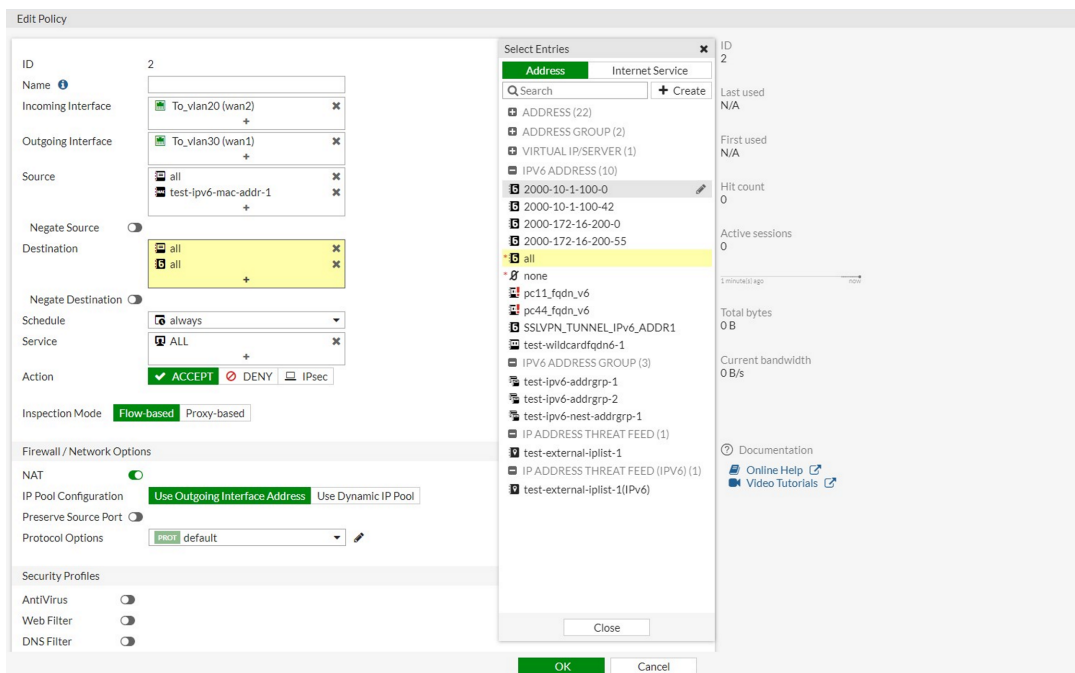 Edit Policy
ID 2
Name
Incoming Interface To_vlan20 (wan2)
+
Outgoing Interface To_vlan30 (wan1)
+
Source all
test-ipv6-mac-addr-1
+
Negate Source
Destination all
all
+
Negate Destination
Schedule always
Service ALL
+
Action ACCEPT DENY IPsec
Inspection Mode Flow-based Proxy-based
Firewall / Network Options
NAT
IP Pool Configuration Use Outgoing Interface Address Use Dynamic IP Pool
Preserve Source Port
Protocol Options PROT default
Security Profiles
AntiVirus
Web Filter
DNS Filter
Select Entries
Address Internet Service
Search + Create
ADDRESS (22)
ADDRESS GROUP (2)
VIRTUAL IP/SERVER (1)
IPV6 ADDRESS (10)
2000-10-1-100-0
2000-10-1-100-42
2000-172-16-200-0
2000-172-16-200-55
* all
* none
pc11_fqdn_v6
pc44_fqdn_v6
SSLVPN_TUNNEL_IPv6_ADDR1
test-wildcardfqdn6-1
IPV6 ADDRESS GROUP (3)
test-ipv6-addrgrp-1
test-ipv6-addrgrp-2
test-ipv6-nest-addrgrp-1
IP ADDRESS THREAT FEED (1)
test-external-iplist-1
IP ADDRESS THREAT FEED (IPV6) (1)
test-external-iplist-1(IPv6)
Close
OK Cancel
ID
2
Last used
N/A
First used
N/A
Hit count
0
Active sessions
0
1 minute(s) ago now
Total bytes
0 B
Current bandwidth
0 B/s
Documentation
Online Help
Video Tutorials